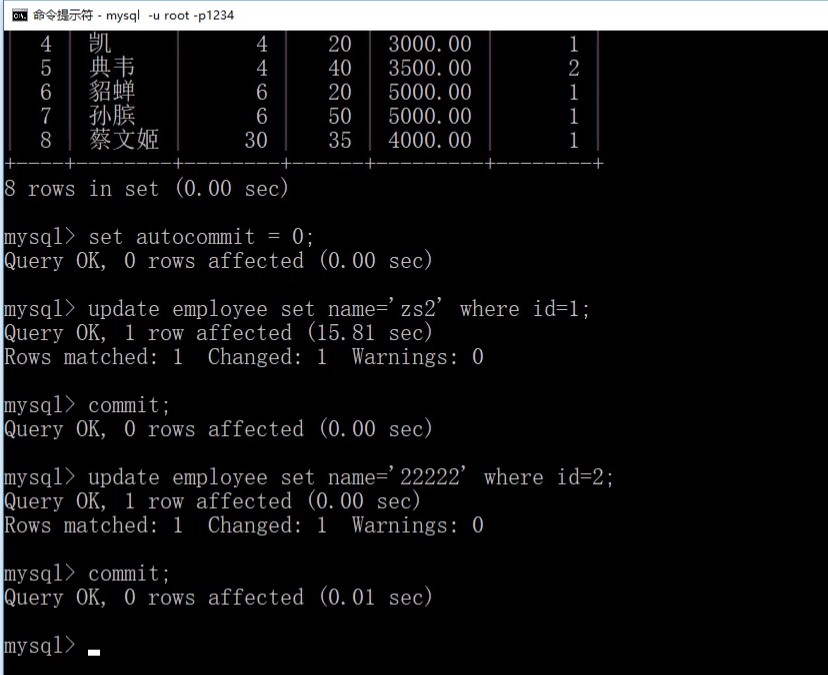 命令提示符 - mysql -u root -p1234
| 4 | 凯 | 4 | 20 | 3000.00 | 1 |
| 5 | 典韦 | 4 | 40 | 3500.00 | 2 |
| 6 | 貂蝉 | 6 | 20 | 5000.00 | 1 |
| 7 | 孙膑 | 6 | 50 | 5000.00 | 1 |
| 8 | 蔡文姬 | 30 | 35 | 4000.00 | 1 |
+----+--------+--------+------+---------+--------+
8 rows in set (0.00 sec)
mysql> set autocommit = 0;
Query OK, 0 rows affected (0.00 sec)
mysql> update employee set name='zs2' where id=1;
Query OK, 1 row affected (15.81 sec)
Rows matched: 1  Changed: 1  Warnings: 0
mysql> commit;
Query OK, 0 rows affected (0.00 sec)
mysql> update employee set name='22222' where id=2;
Query OK, 1 row affected (0.00 sec)
Rows matched: 1  Changed: 1  Warnings: 0
mysql> commit;
Query OK, 0 rows affected (0.01 sec)
mysql>